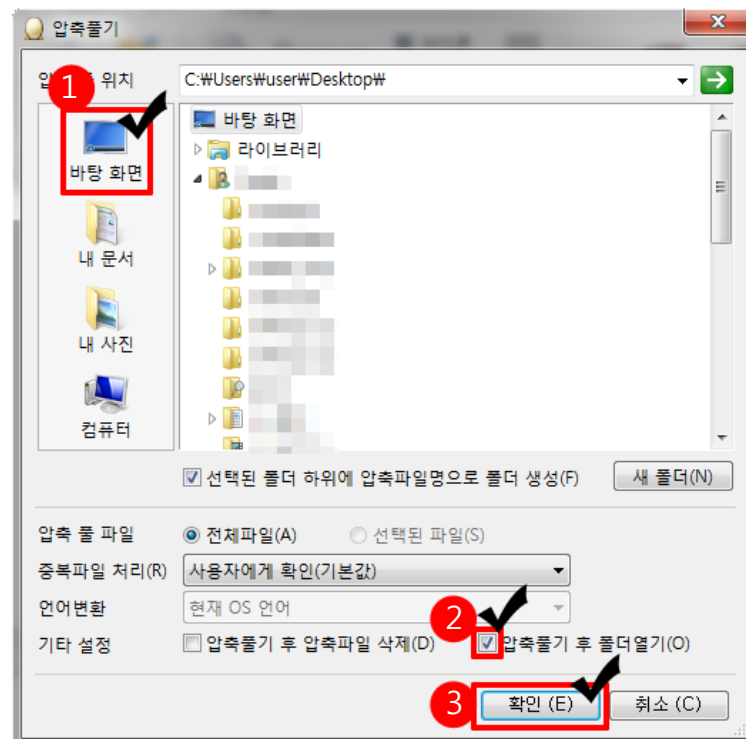 압축풀기
1
위치
C:₩Users₩user₩Desktop₩
바탕 화면
내 문서
내 사진
컴퓨터
바탕 화면
라이브러리
선택된 폴더 하위에 압축파일명으로 폴더 생성(F)
새 폴더(N)
압축 풀 파일
전체파일(A)
선택된 파일(S)
중복파일 처리(R)
사용자에게 확인(기본값)
언어변환
현재 OS 언어
2
기타 설정
압축풀기 후 압축파일 삭제(D)
압축풀기 후 폴더열기(O)
3
확인 (E)
취소 (C)